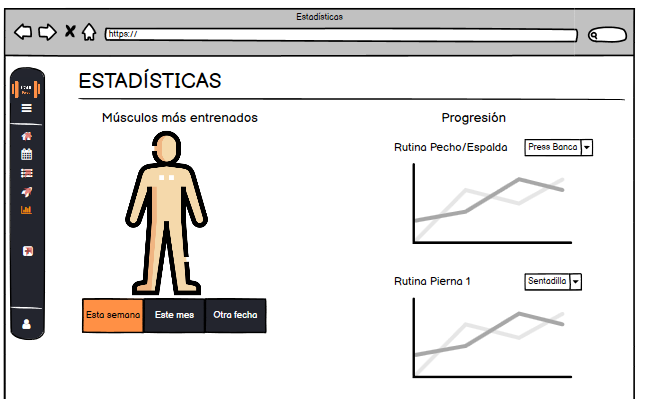 Estadísticas
https://
ESTADÍSTICAS
Músculos más entrenados
Esta semana
Este mes
Otra fecha
Progresión
Rutina Pecho/Espalda
Press Banca
Rutina Pierna 1
Sentadilla